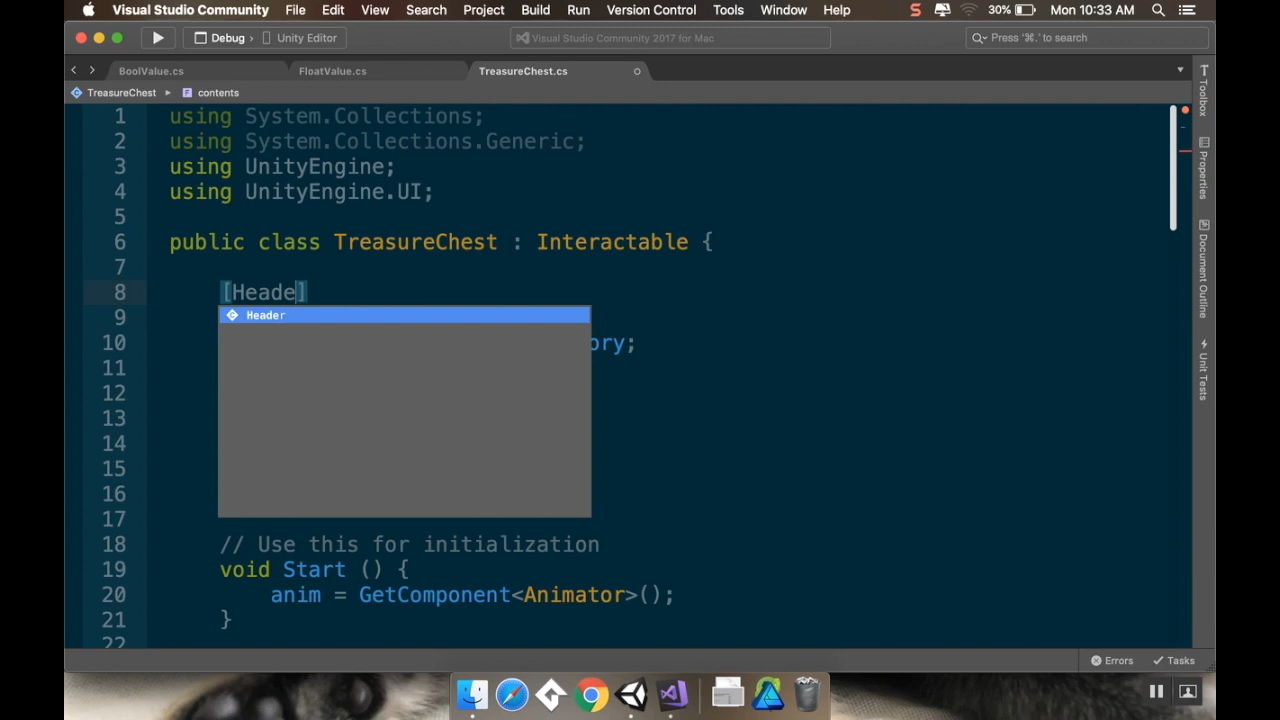 Visual Studio Community File Edit View Search Project Build Run Version Control Tools Window Help S 30% Mon 10:33 AM
Debug › Unity Editor Visual Studio Community 2017 for Mac Press '⌘.' to search
BoolValue.cs FloatValue.cs TreasureChest.cs
TreasureChest ▸ F contents
Toolbox
Properties
Document Outline
Unit Tests
1 using System.Collections;
2 using System.Collections.Generic;
3 using UnityEngine;
4 using UnityEngine.UI;
5
6 public class TreasureChest : Interactable {
7
8 [Heade]
Header
9
10 ory;
11
12
13
14
15
16
17
18 // Use this for initialization
19 void Start () {
20 anim = GetComponent<Animator>();
21 }
22
Errors Tasks